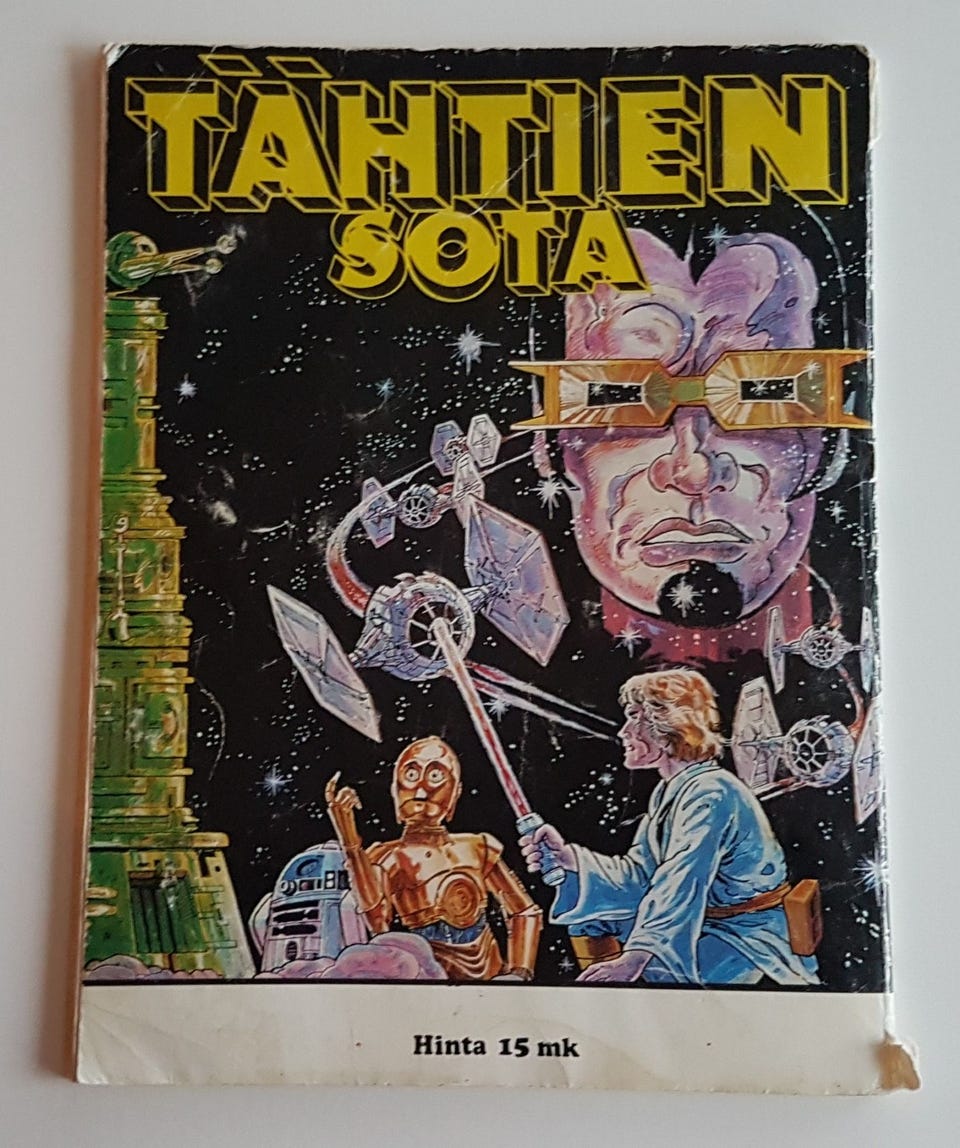 TÄHTIEN
SOTA
Hinta 15 mk